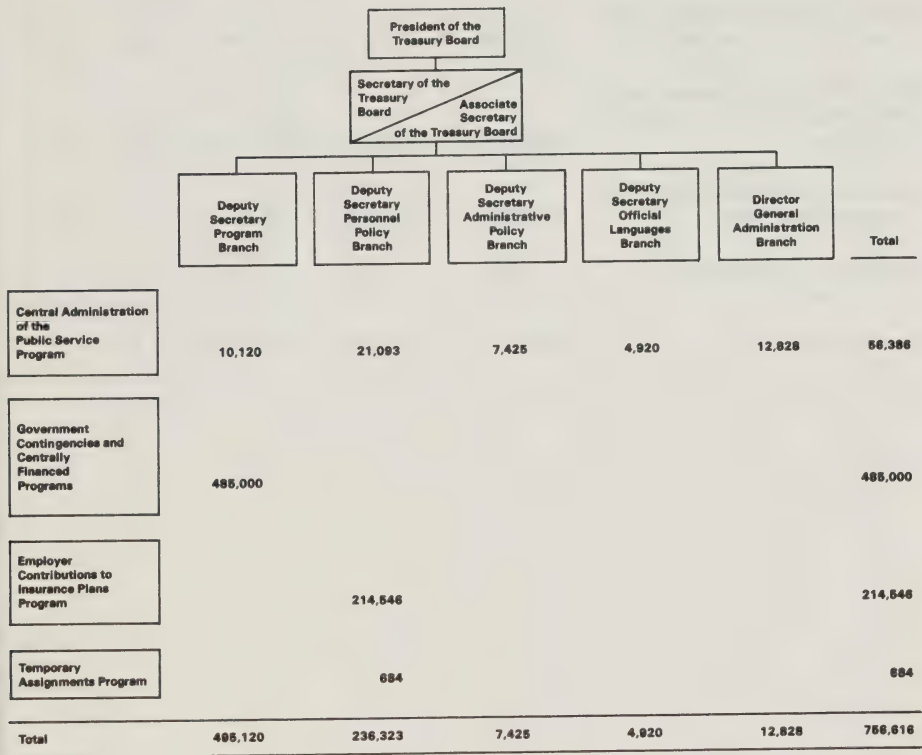 President of the
Treasury Board
Secretary of the
Treasury
Board
Associate
Secretary
of the Treasury Board
Deputy
Secretary
Program
Branch
Deputy
Secretary
Personnel
Policy
Branch
Deputy
Secretary
Administrative
Policy
Branch
Deputy
Secretary
Official
Languages
Branch
Director
General
Administration
Branch
Total
Central Administration
of the
Public Service
Program
10,120 21,093 7,425 4,920 12,828 56,386
Government
Contingencies and
Centrally
Financed
Programs
485,000 485,000
Employer
Contributions to
Insurance Plans
Program
214,546 214,546
Temporary
Assignments Program
684 684
Total 495,120 236,323 7,425 4,920 12,828 756,616